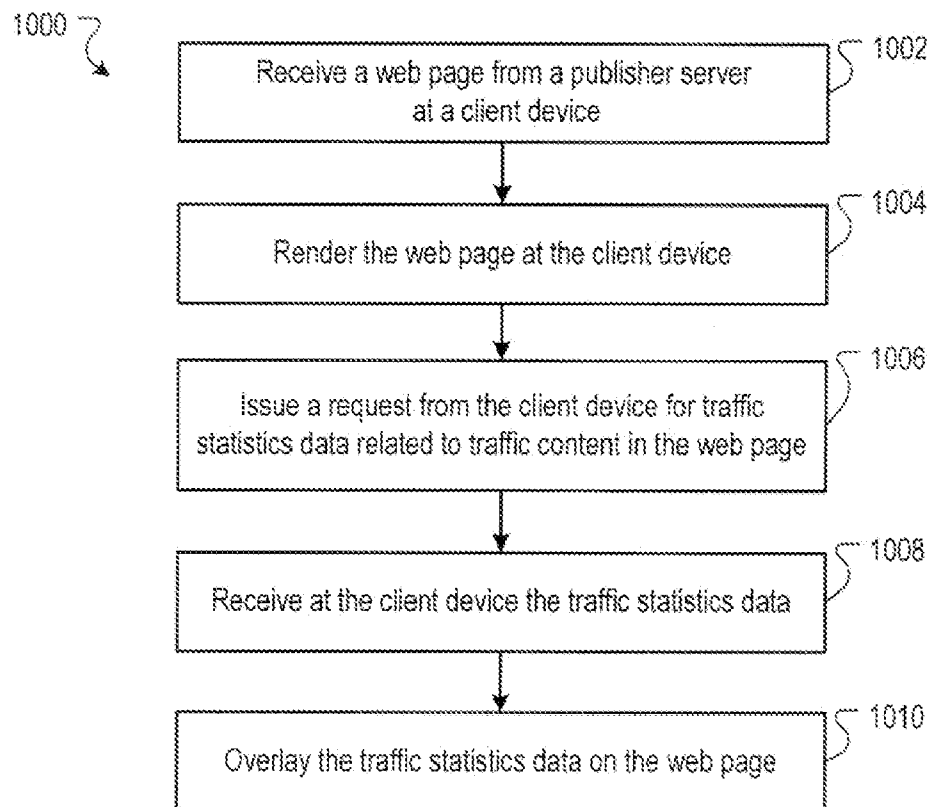 1000
Receive a web page from a publisher server
at a client device
1002
Render the web page at the client device
1004
Issue a request from the client device for traffic
statistics data related to traffic content in the web page
1006
Receive at the client device the traffic statistics data
1008
Overlay the traffic statistics data on the web page
1010